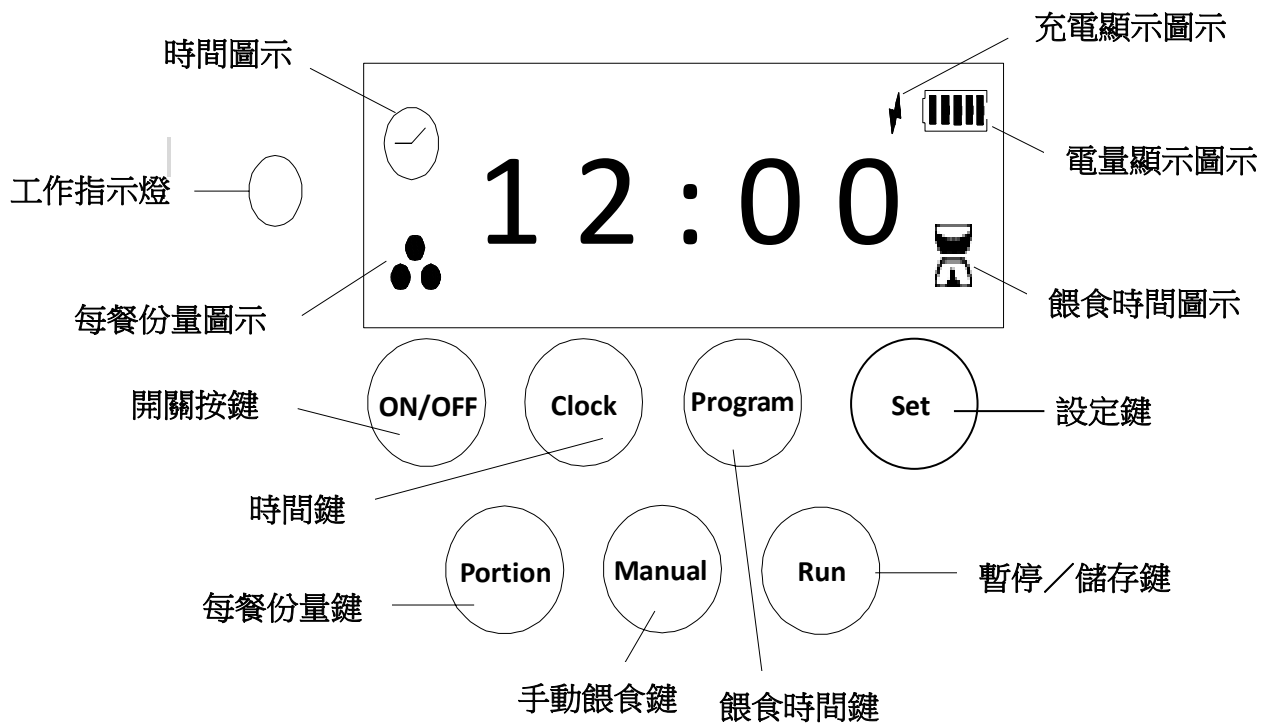 充電顯示圖示
時間圖示
電量顯示圖示
工作指示燈
12:00
每餐份量圖示
餵食時間圖示
開關按鍵
ON/OFF
Clock
Program
Set
設定鍵
時間鍵
Portion
Manual
Run
暫停／儲存鍵
每餐份量鍵
手動餵食鍵
餵食時間鍵